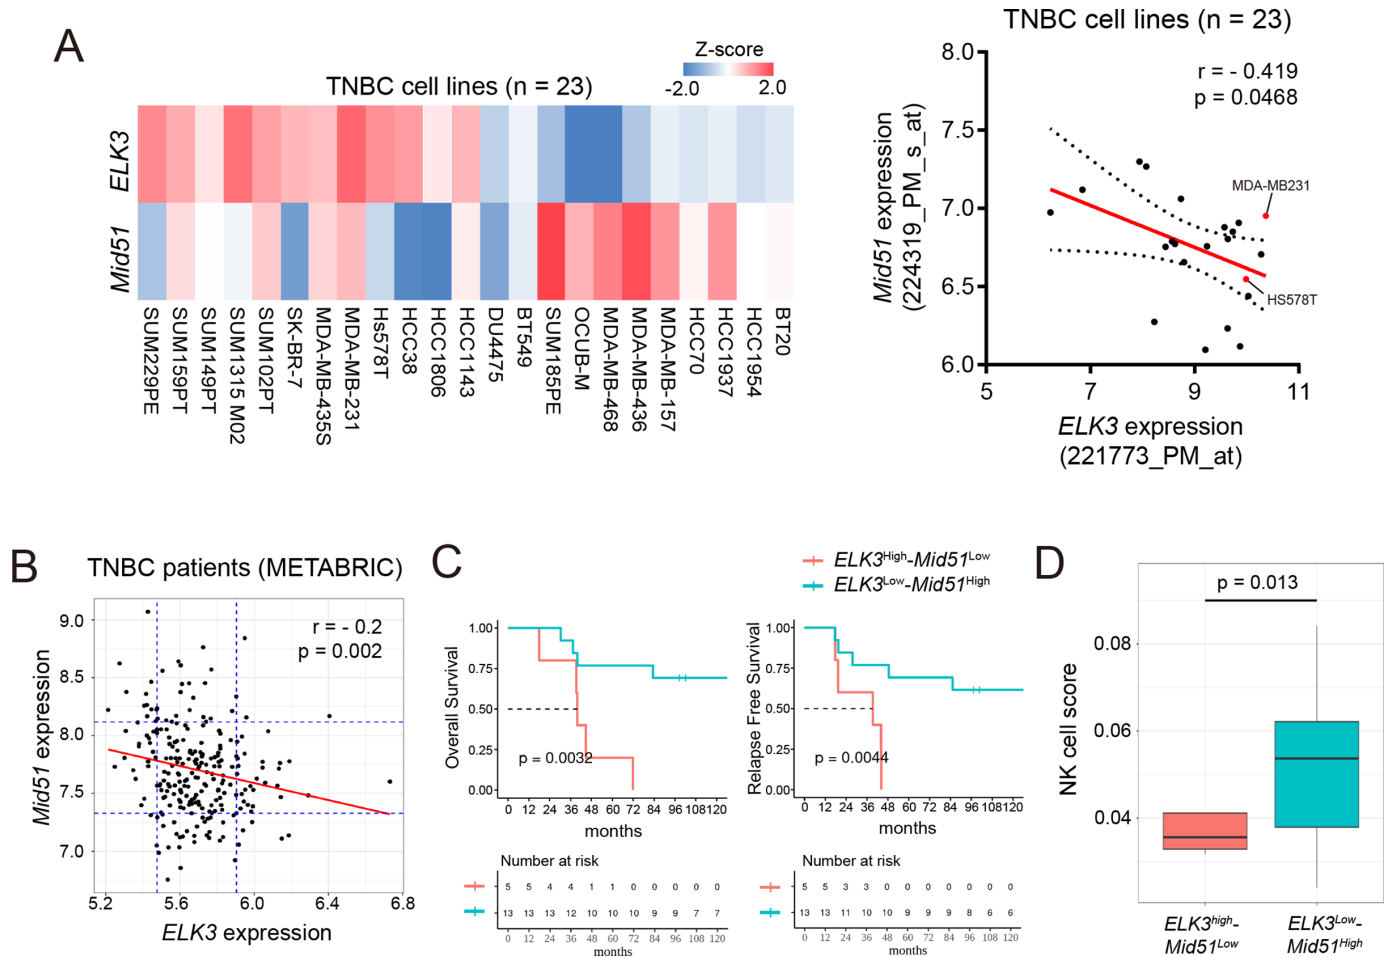 A
TNBC cell lines (n = 23)
Z-score
-2.0 2.0
ELK3
Mid51
SUM229PE
SUM159PT
SUM149PT
SUM1315 M02
SUM102PT
SK-BR-7
MDA-MB-435S
MDA-MB-231
Hs578T
HCC38
HCC1806
HCC1143
DU4475
BT549
SUM185PE
OCUB-M
MDA-MB-468
MDA-MB-436
MDA-MB-157
HCC70
HCC1937
HCC1954
BT20
TNBC cell lines (n = 23)
r = - 0.419
p = 0.0468
Mid51 expression
(224319_PM_s_at)
8.0
7.5
7.0
6.5
6.0
MDA-MB231
HS578T
5 7 9 11
ELK3 expression
(221773_PM_at)
B
TNBC patients (METABRIC)
r = - 0.2
p = 0.002
Mid51 expression
9.0
8.5
8.0
7.5
7.0
5.2 5.6 6.0 6.4 6.8
ELK3 expression
C
ELK3High-Mid51Low
ELK3Low-Mid51High
Overall Survival
1.00
0.75
0.50
0.25
0.00
p = 0.0032
0 12 24 36 48 60 72 84 96 108 120
months
Number at risk
5 5 4 4 1 1 0 0 0 0 0
13 13 13 12 10 10 10 9 9 7 7
0 12 24 36 48 60 72 84 96 108 120
months
Relapse Free Survival
1.00
0.75
0.50
0.25
0.00
p = 0.0044
0 12 24 36 48 60 72 84 96 108 120
months
Number at risk
5 5 3 3 0 0 0 0 0 0 0
13 13 11 10 10 9 9 9 8 6 6
0 12 24 36 48 60 72 84 96 108 120
months
D
p = 0.013
NK cell score
0.08
0.06
0.04
ELK3high-
Mid51Low
ELK3Low-
Mid51High